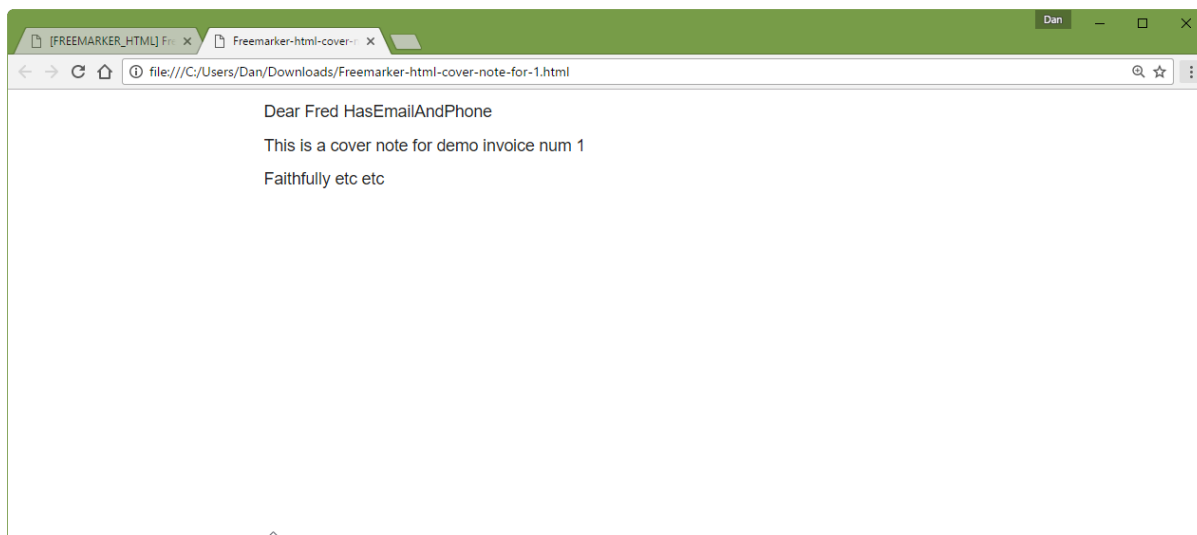 Dan
[FREEMARKER_HTML] Fr
Freemarker-html-cover-r
file:///C:/Users/Dan/Downloads/Freemarker-html-cover-note-for-1.html
Dear Fred HasEmailAndPhone
This is a cover note for demo invoice num 1
Faithfully etc etc